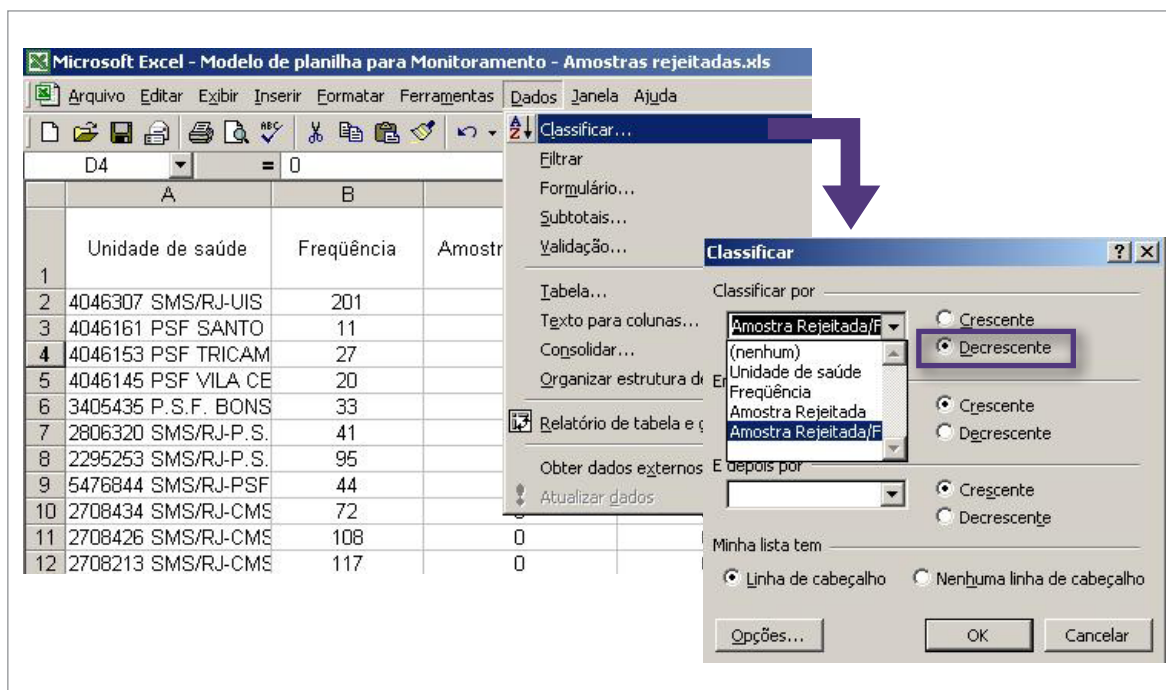 Microsoft Excel - Modelo de planilha para Monitoramento - Amostras rejeitadas.xls
Arquivo Editar Exibir Inserir Formatar Ferramentas Dados Janela Ajuda
D4 = 0
A B
1 Unidade de saúde Freqüência Amostr
2 4046307 SMS/RJ-UIS 201
3 4046161 PSF SANTO 11
4 4046153 PSF TRICAM 27
5 4046145 PSF VILA CE 20
6 3405435 P.S.F. BONS 33
7 2806320 SMS/RJ-P.S. 41
8 2295253 SMS/RJ-P.S. 95
9 5476844 SMS/RJ-PSF 44
10 2708434 SMS/RJ-CMS 72
11 2708426 SMS/RJ-CMS 108 0
12 2708213 SMS/RJ-CMS 117 0
Classificar...
Filtrar
Formulário...
Subtotais...
Validação...
Tabela...
Texto para colunas...
Consolidar...
Organizar estrutura d
Relatório de tabela e
Obter dados externos
Atualizar dados
Classificar
Classificar por
Amostra Rejeitada/F
Crescente
Decrescente
(nenhum)
Unidade de saúde
Freqüência
Amostra Rejeitada
Amostra Rejeitada/F
Crescente
Decrescente
E depois por
Crescente
Decrescente
Minha lista tem
Linha de cabeçalho Nenhuma linha de cabeçalho
Opções... OK Cancelar